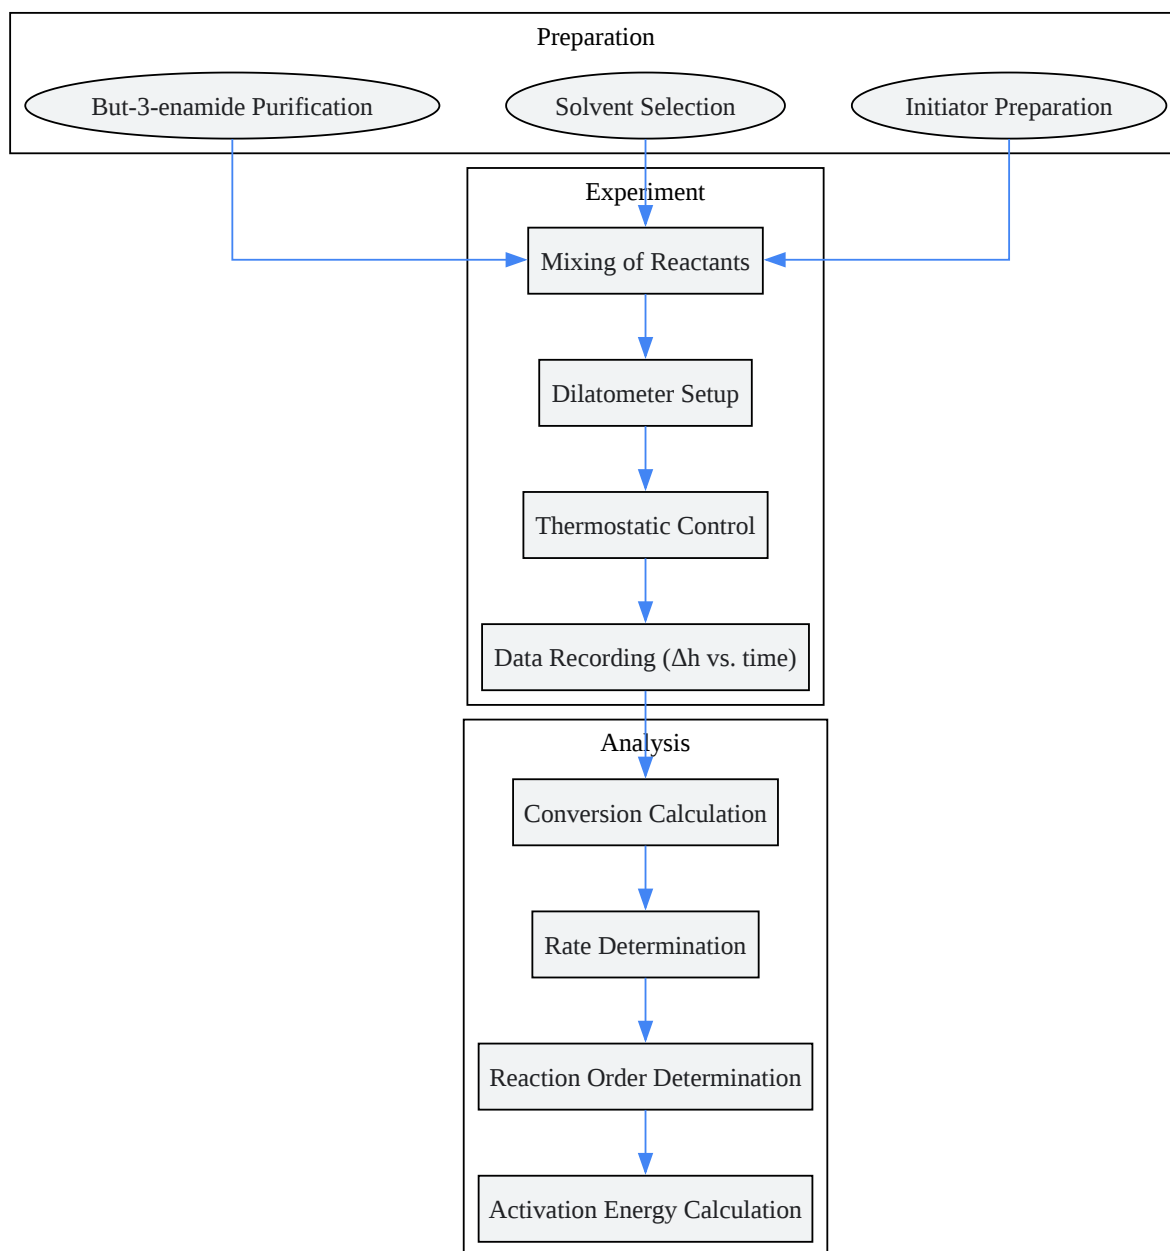 Preparation
But-3-enamide Purification
Solvent Selection
Initiator Preparation
Experiment
Mixing of Reactants
Dilatometer Setup
Thermostatic Control
Data Recording (Δh vs. time)
Analysis
Conversion Calculation
Rate Determination
Reaction Order Determination
Activation Energy Calculation